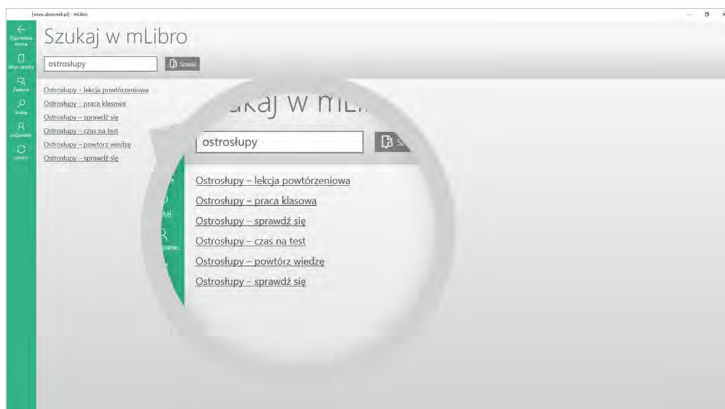 Szukaj w mLibro
ostrosłupy
Szukaj
Ostrosłupy – lekcja powtórzeniowa
Ostrosłupy – praca klasowa
Ostrosłupy – sprawdź się
Ostrosłupy – czas na test
Ostrosłupy – powtórz wiedzę
Ostrosłupy – sprawdź się
ukaj w mLi
ostrosłupy
Ostrosłupy – lekcja powtórzeniowa
Ostrosłupy – praca klasowa
Ostrosłupy – sprawdź się
Ostrosłupy – czas na test
Ostrosłupy – powtórz wiedzę
Ostrosłupy – sprawdź się